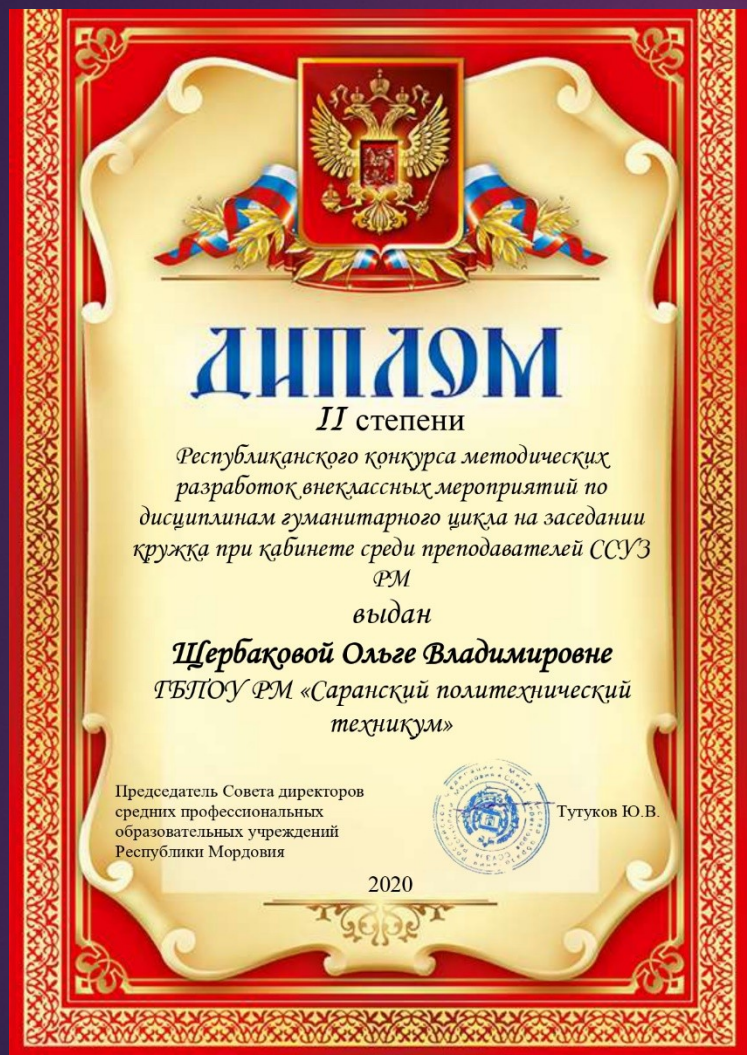 ДИПЛОМ
II степени
Республиканского конкурса методических
разработок внеклассных мероприятий по
дисциплинам гуманитарного цикла на заседании
кружка при кабинете среди преподавателей ССУЗ
РМ
выдан
Щербаковой Ольге Владимировне
ГБПОУ РМ «Саранский политехнический
техникум»
Председатель Совета директоров
средних профессиональных
образовательных учреждений
Республики Мордовия
Тутуков Ю.В.
2020